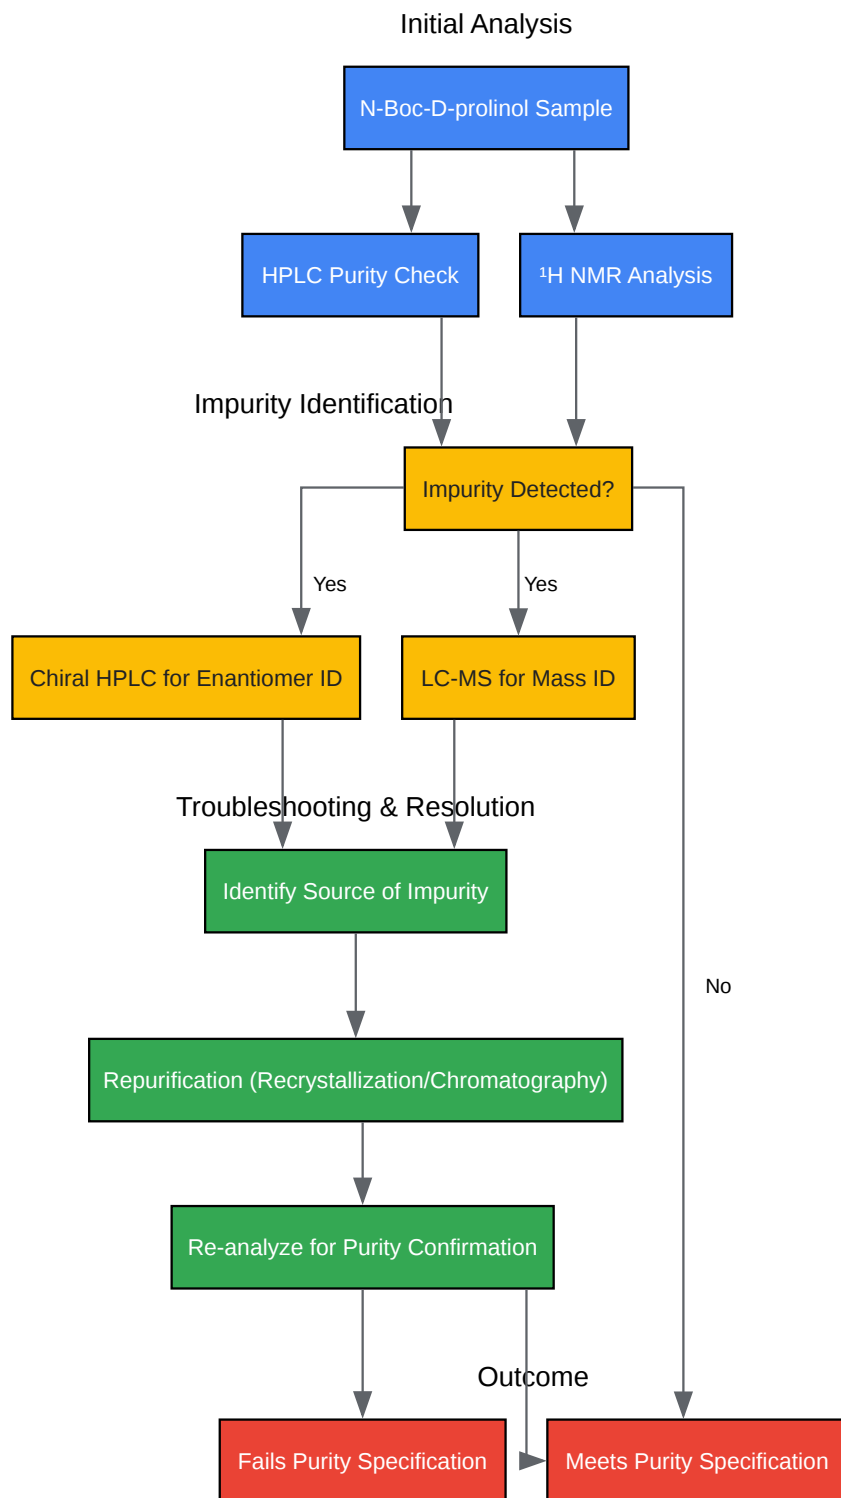 Initial Analysis
N-Boc-D-prolinol Sample
HPLC Purity Check
¹H NMR Analysis
Impurity Identification
Impurity Detected?
Yes
Yes
Chiral HPLC for Enantiomer ID
LC-MS for Mass ID
Troubleshooting & Resolution
Identify Source of Impurity
No
Repurification (Recrystallization/Chromatography)
Re-analyze for Purity Confirmation
Outcome
Fails Purity Specification
Meets Purity Specification